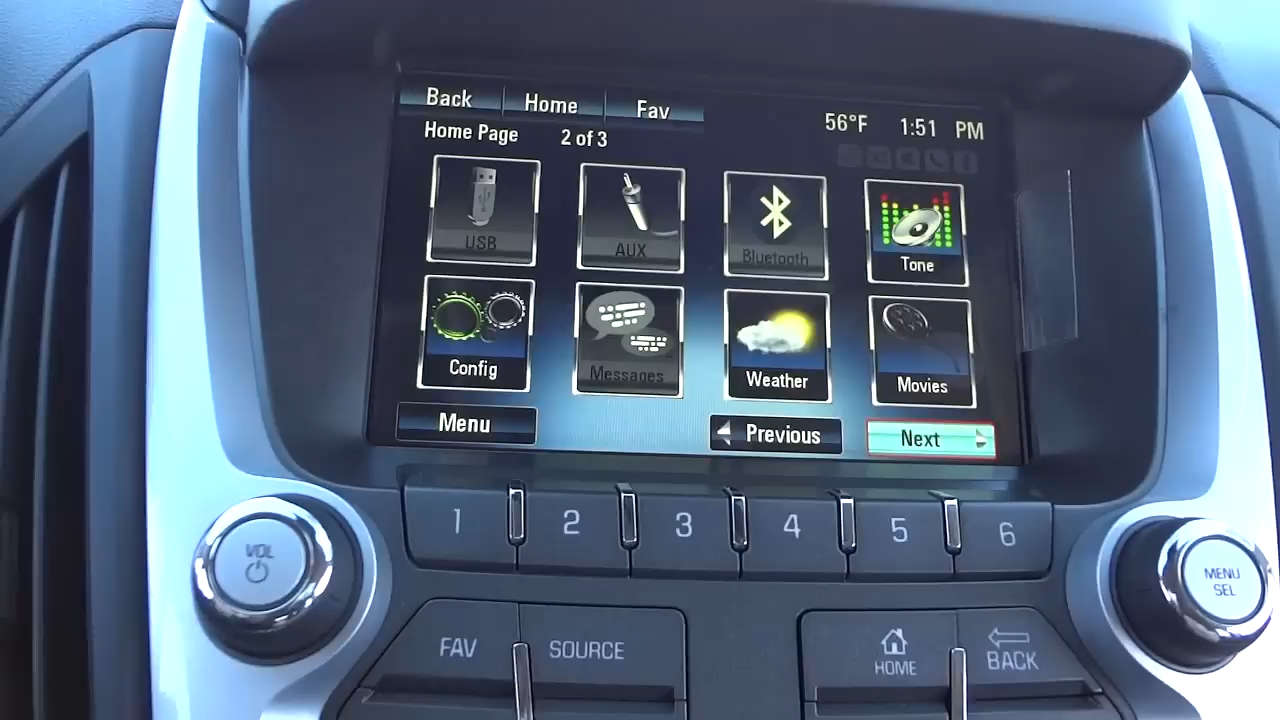 Back Home Fav
56°F 1:51 PM
Home Page 2 of 3
USB AUX Bluetooth Tone
Config Messages Weather Movies
Menu Previous Next
1 2 3 4 5 6
VOL
MENU
SEL
FAV SOURCE HOME BACK